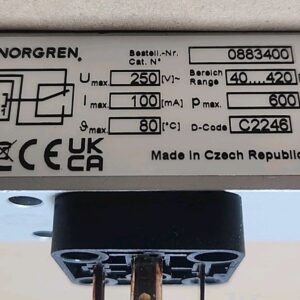 NORGREN.
Bestell.-Nr.
Cat. N°
0883400
Umax. 250 [V]~
Bereich
Range
40....420
Imax. 100 [mA]
Pmax. 600
ϑmax. 80 [°C]
D-Code C2246
CE UK
CA
Made in Czech Republic